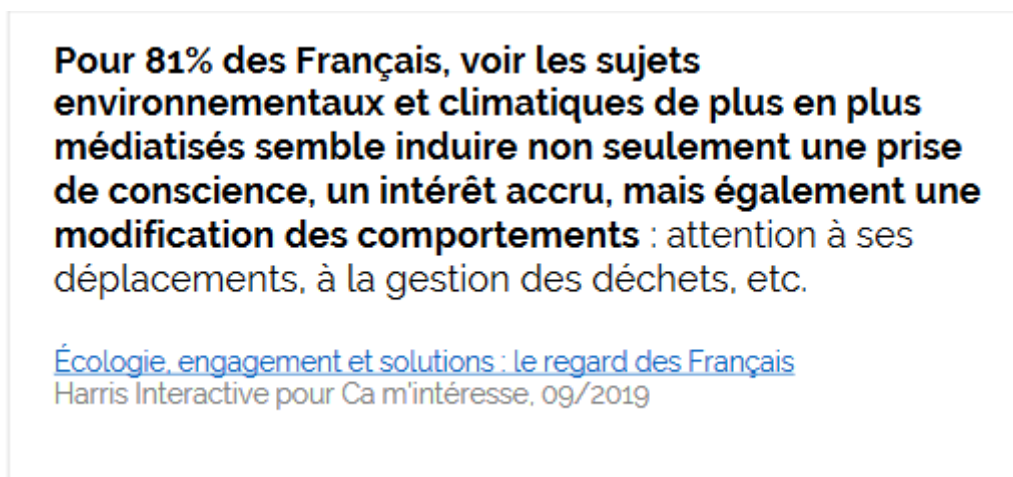 Pour 81% des Français, voir les sujets
environnementaux et climatiques de plus en plus
médiatisés semble induire non seulement une prise
de conscience, un intérêt accru, mais également une
modification des comportements : attention à ses
déplacements, à la gestion des déchets, etc.
Écologie, engagement et solutions : le regard des Français
Harris Interactive pour Ca m'intéresse, 09/2019